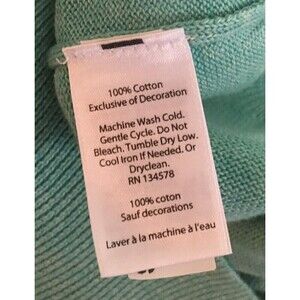 100% Cotton
Exclusive of Decoration
Machine Wash Cold.
Gentle Cycle. Do Not
Bleach. Tumble Dry Low.
Cool Iron If Needed. Or
Dryclean.
RN 134578
100% coton
Sauf decorations
Laver à la machine à l'eau